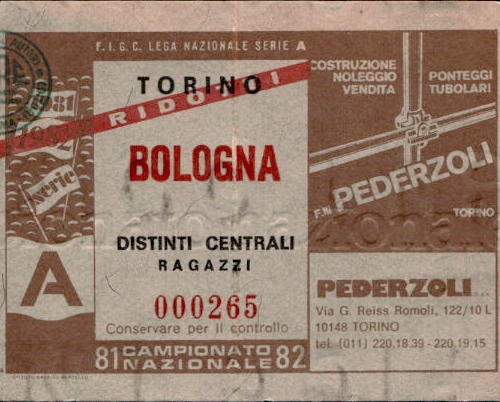 F.I.G.C. LEGA NAZIONALE SERIE A
TORINO
RIDOTTI
BOLOGNA
DISTINTI CENTRALI
RAGAZZI
000265
Conservare per il controllo
81 CAMPIONATO NAZIONALE 82
1981
1982
serie
A
COSTRUZIONE
NOLEGGIO
VENDITA
PONTEGGI
TUBOLARI
F.lli PEDERZOLI
TORINO
PEDERZOLI
Via G. Reiss Romoli, 122/10 L
10148 TORINO
tel. (011) 220.18.39 - 220.19.15